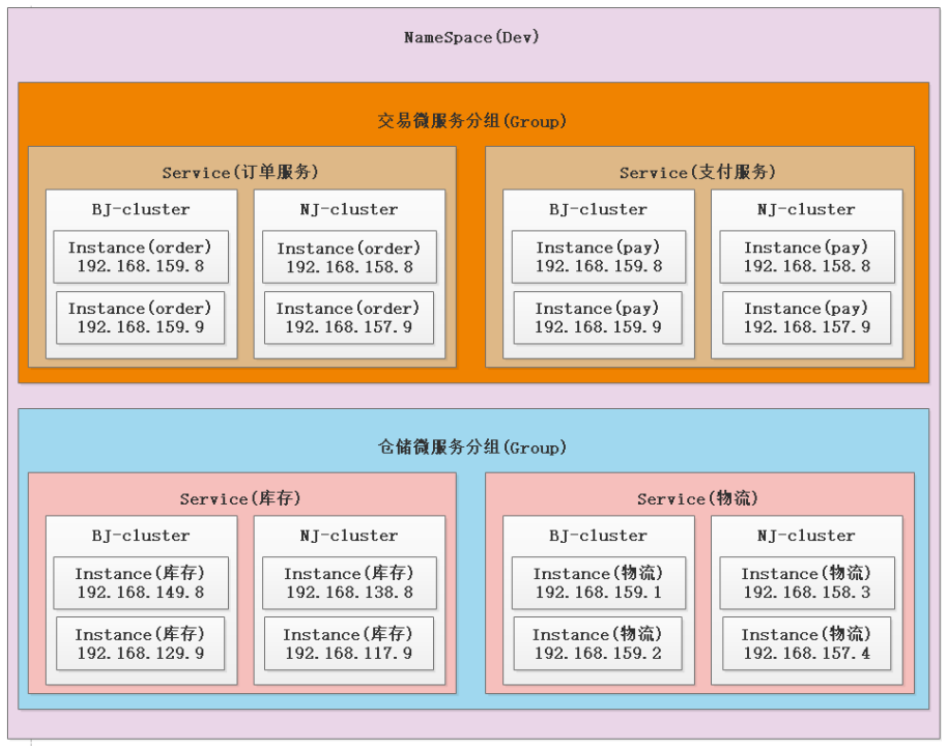 NameSpace(Dev)
交易微服务分组(Group)
Service(订单服务)
BJ-cluster
Instance(order)
192.168.159.8
Instance(order)
192.168.159.9
NJ-cluster
Instance(order)
192.168.158.8
Instance(order)
192.168.157.9
Service(支付服务)
BJ-cluster
Instance(pay)
192.168.159.8
Instance(pay)
192.168.159.9
NJ-cluster
Instance(pay)
192.168.158.8
Instance(pay)
192.168.157.9
仓储微服务分组(Group)
Service(库存)
BJ-cluster
Instance(库存)
192.168.149.8
Instance(库存)
192.168.129.9
NJ-cluster
Instance(库存)
192.168.138.8
Instance(库存)
192.168.117.9
Service(物流)
BJ-cluster
Instance(物流)
192.168.159.1
Instance(物流)
192.168.159.2
NJ-cluster
Instance(物流)
192.168.158.3
Instance(物流)
192.168.157.4